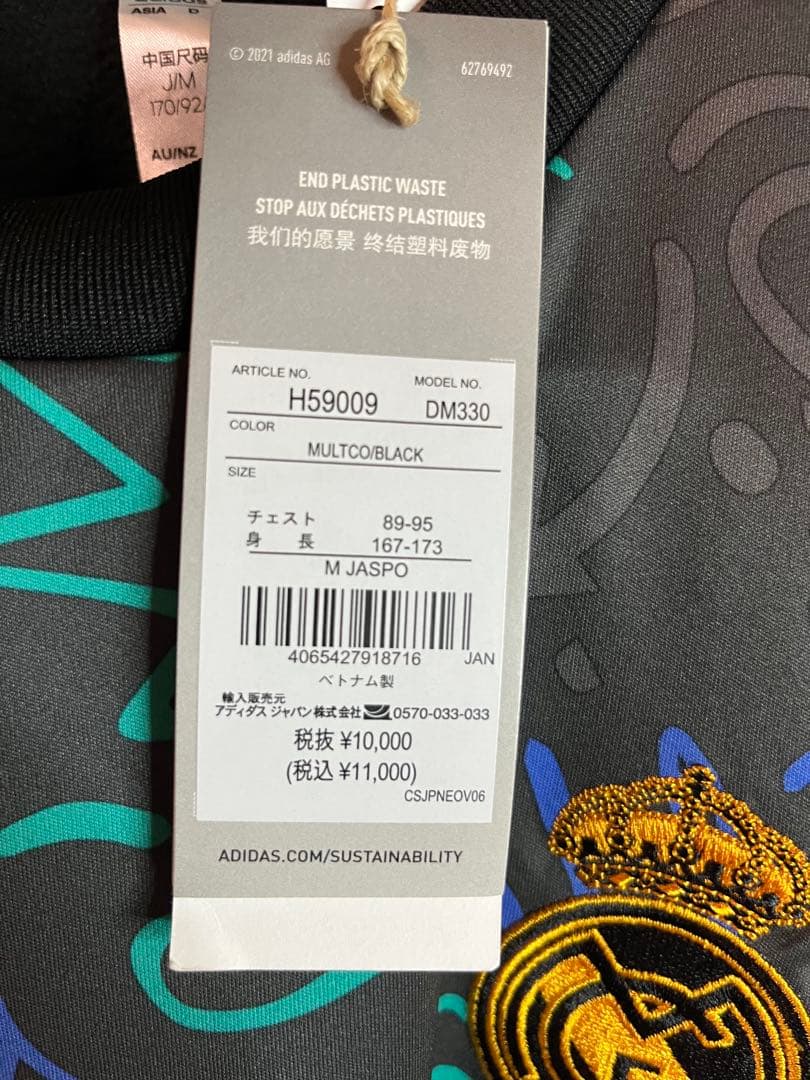 ASIA D
中国尺码
J/M
170/92
AU/NZ
© 2021 adidas AG
62769492
END PLASTIC WASTE
STOP AUX DÉCHETS PLASTIQUES
我们的愿景 终结塑料废物
ARTICLE NO.
MODEL NO.
H59009
DM330
COLOR
MULTCO/BLACK
SIZE
チェスト 89-95
身 長 167-173
M JASPO
4065427918716 JAN
ベトナム製
輸入販売元
アディダス ジャパン株式会社 0570-033-033
税抜 ¥10,000
(税込 ¥11,000)
CSJPNEOV06
ADIDAS.COM/SUSTAINABILITY